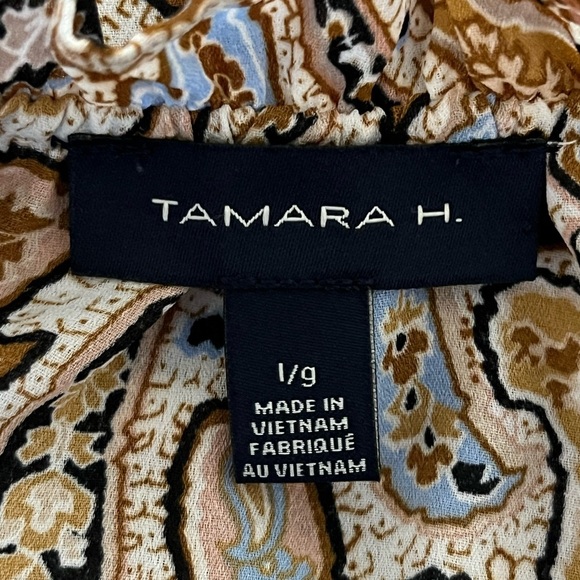 TAMARA H.
l/g
MADE IN
VIETNAM
FABRIQUÉ
AU VIETNAM